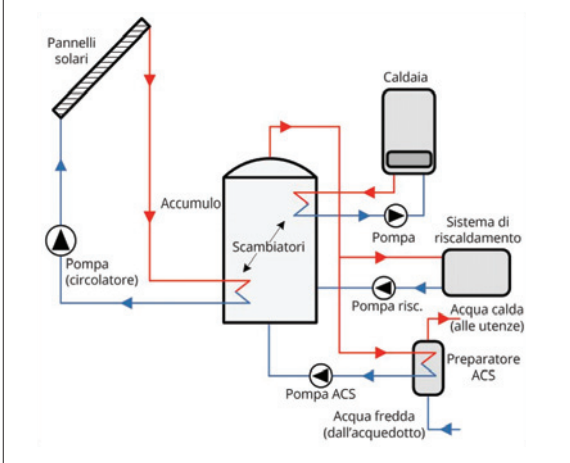 Pannelli
solari
Caldaia
Accumulo
Scambiatori
Pompa
Sistema di
riscaldamento
Pompa
(circolatore)
Pompa risc.
Acqua calda
(alle utenze)
Preparatore
ACS
Pompa ACS
Acqua fredda
(dall'acquedotto)